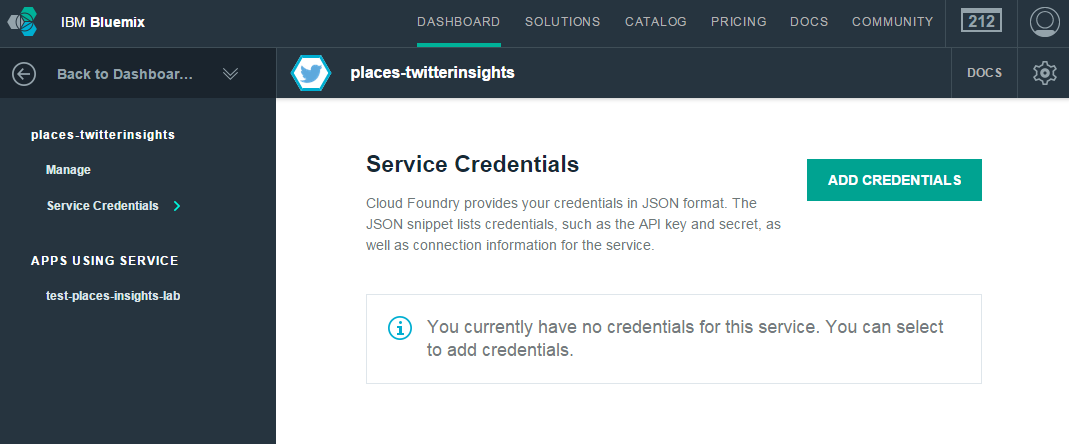 IBM Bluemix
DASHBOARD SOLUTIONS CATALOG PRICING DOCS COMMUNITY 212
Back to Dashboar...
places-twitterinsights
DOCS
places-twitterinsights
Manage
Service Credentials
APPS USING SERVICE
test-places-insights-lab
Service Credentials
ADD CREDENTIALS
Cloud Foundry provides your credentials in JSON format. The
JSON snippet lists credentials, such as the API key and secret, as
well as connection information for the service.
You currently have no credentials for this service. You can select
to add credentials.